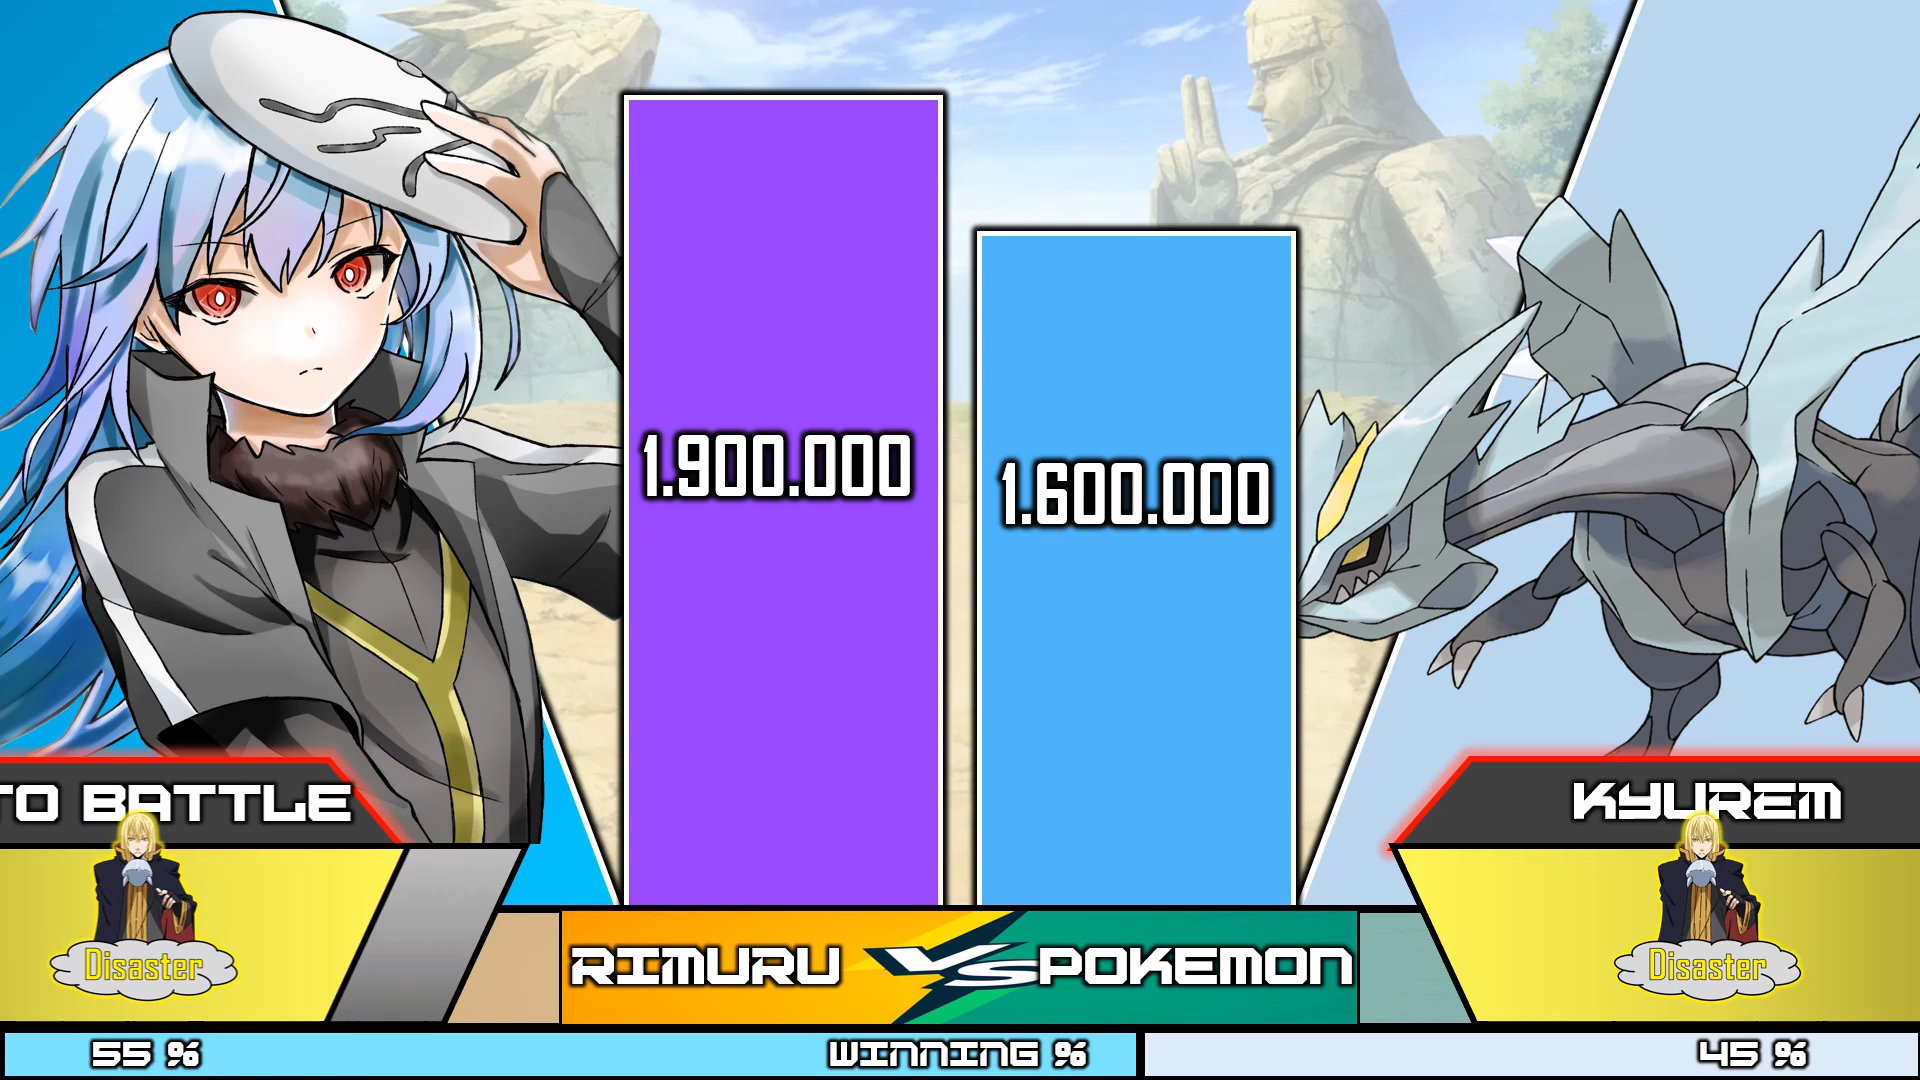 1.900.000
1.600.000
TO BATTLE
KYUREM
Disaster
Disaster
RIMURU VS POKEMON
55 %
WINNING %
45 %